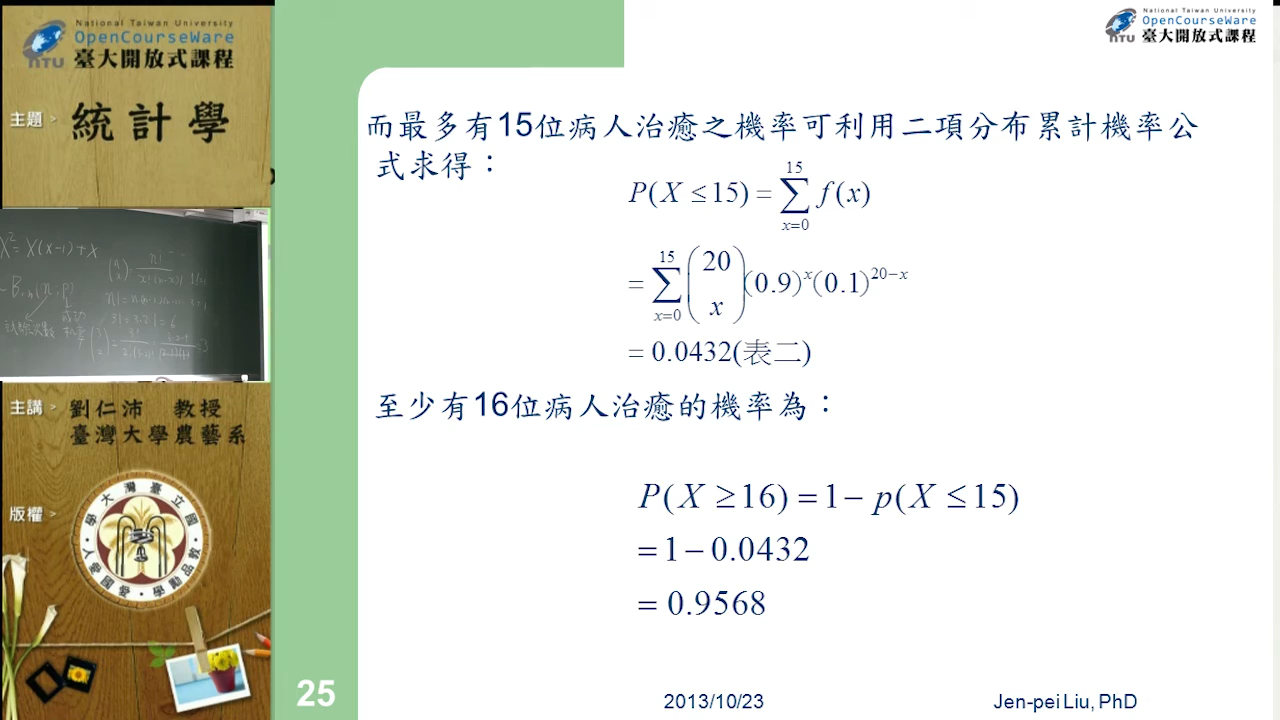 National Taiwan University
OpenCourseWare
臺大開放式課程
NTU
主題 >
統計學
主講 >
劉仁沛 教授
臺灣大學農藝系
版權 >
National Taiwan University
OpenCourseWare
臺大開放式課程
NTU
而最多有15位病人治癒之機率可利用二項分布累計機率公
式求得：
P(X ≤ 15) = ∑_{x=0}^{15} f(x)
= ∑_{x=0}^{15} (20 x)(0.9)^x(0.1)^{20−x}
= 0.0432(表二)
至少有16位病人治癒的機率為：
P(X ≥ 16) = 1 − p(X ≤ 15)
= 1 − 0.0432
= 0.9568
25
2013/10/23
Jen-pei Liu, PhD